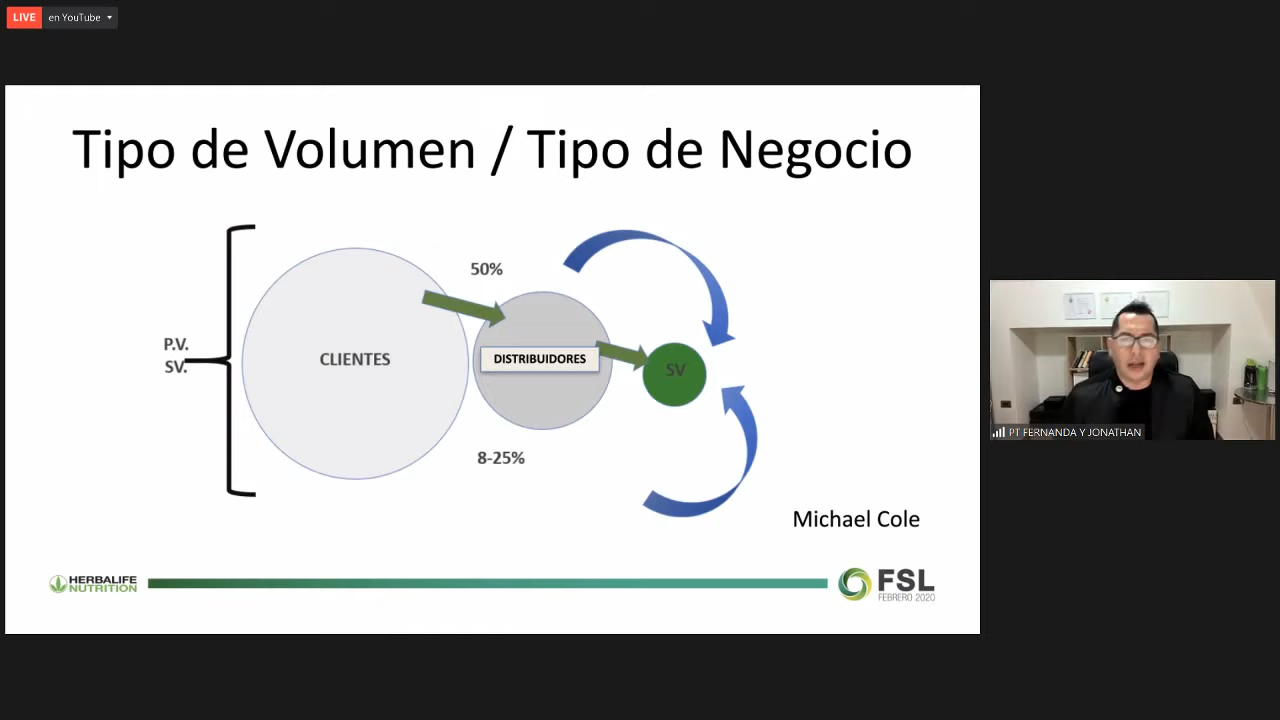 LIVE en YouTube
Tipo de Volumen / Tipo de Negocio
50%
P.V.
SV.
CLIENTES
DISTRIBUIDORES
SV
8-25%
Michael Cole
HERBALIFE
NUTRITION
FSL
FEBRERO 2020
PT FERNANDA Y JONATHAN